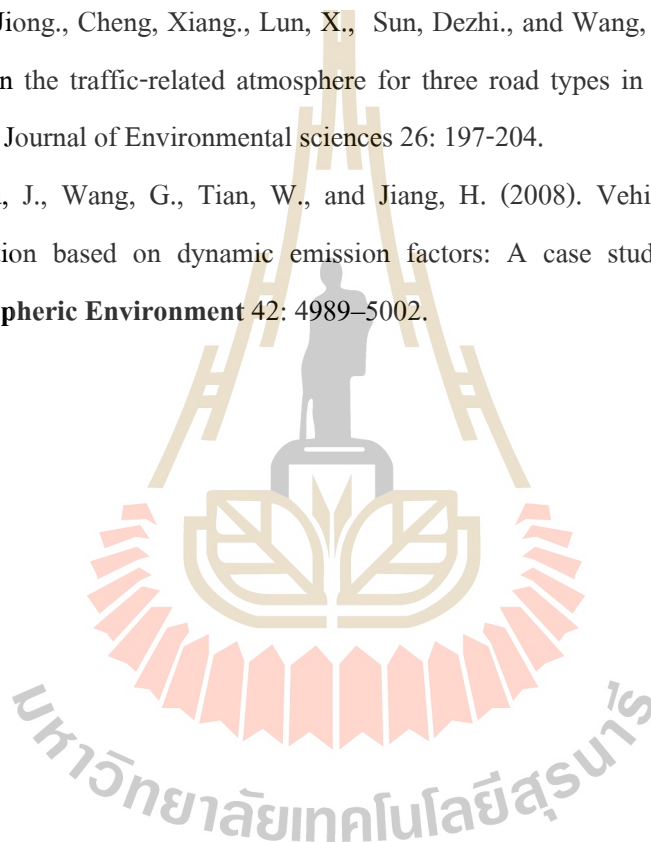 Jiong., Cheng, Xiang., Lun, X., Sun, Dezhi., and Wang,
n the traffic-related atmosphere for three road types in
Journal of Environmental sciences 26: 197-204.
, J., Wang, G., Tian, W., and Jiang, H. (2008). Vehi
tion based on dynamic emission factors: A case stud
pheric Environment 42: 4989–5002.
มหาวิทยาลัยเทคโนโลยีสุรนารี